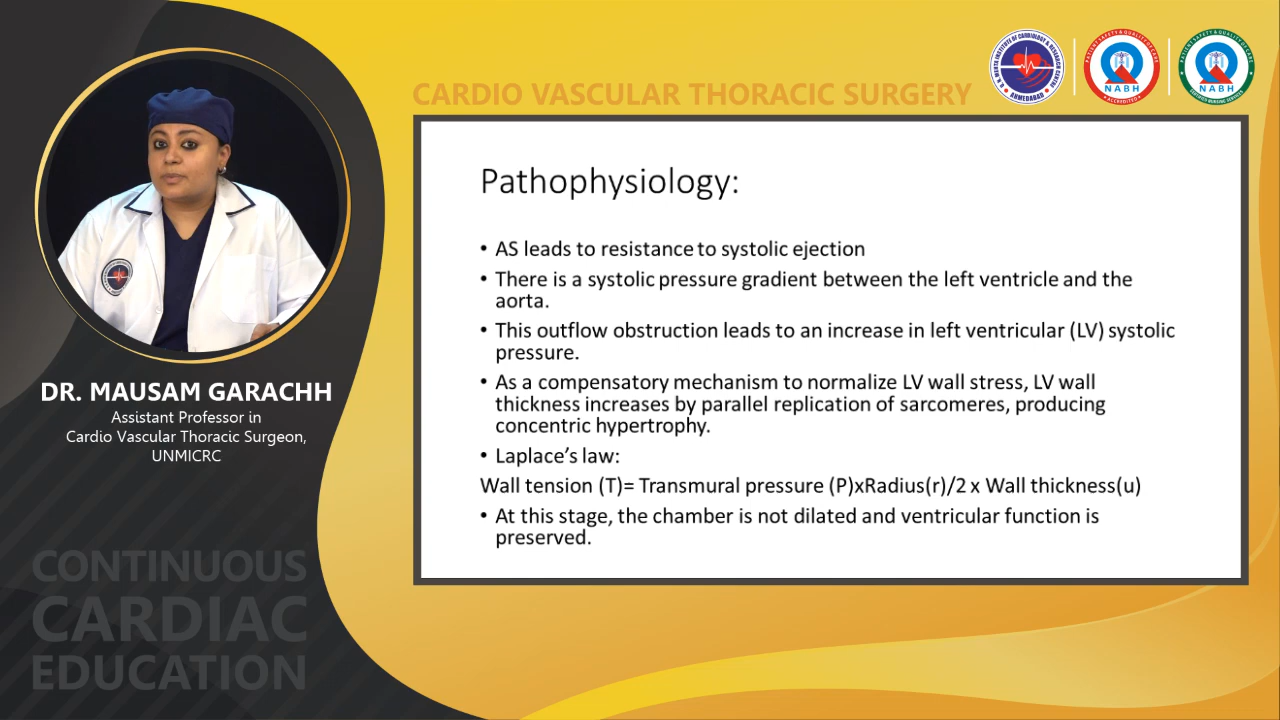 CARDIO VASCULAR THORACIC SURGERY
NABH
NABH
Pathophysiology:
• AS leads to resistance to systolic ejection
• There is a systolic pressure gradient between the left ventricle and the
aorta.
• This outflow obstruction leads to an increase in left ventricular (LV) systolic
pressure.
• As a compensatory mechanism to normalize LV wall stress, LV wall
thickness increases by parallel replication of sarcomeres, producing
concentric hypertrophy.
• Laplace's law:
Wall tension (T)= Transmural pressure (P)xRadius(r)/2 x Wall thickness(u)
• At this stage, the chamber is not dilated and ventricular function is
preserved.
DR. MAUSAM GARACHH
Assistant Professor in
Cardio Vascular Thoracic Surgeon,
UNMICRC
CONTINUOUS
CARDIAC
EDUCATION